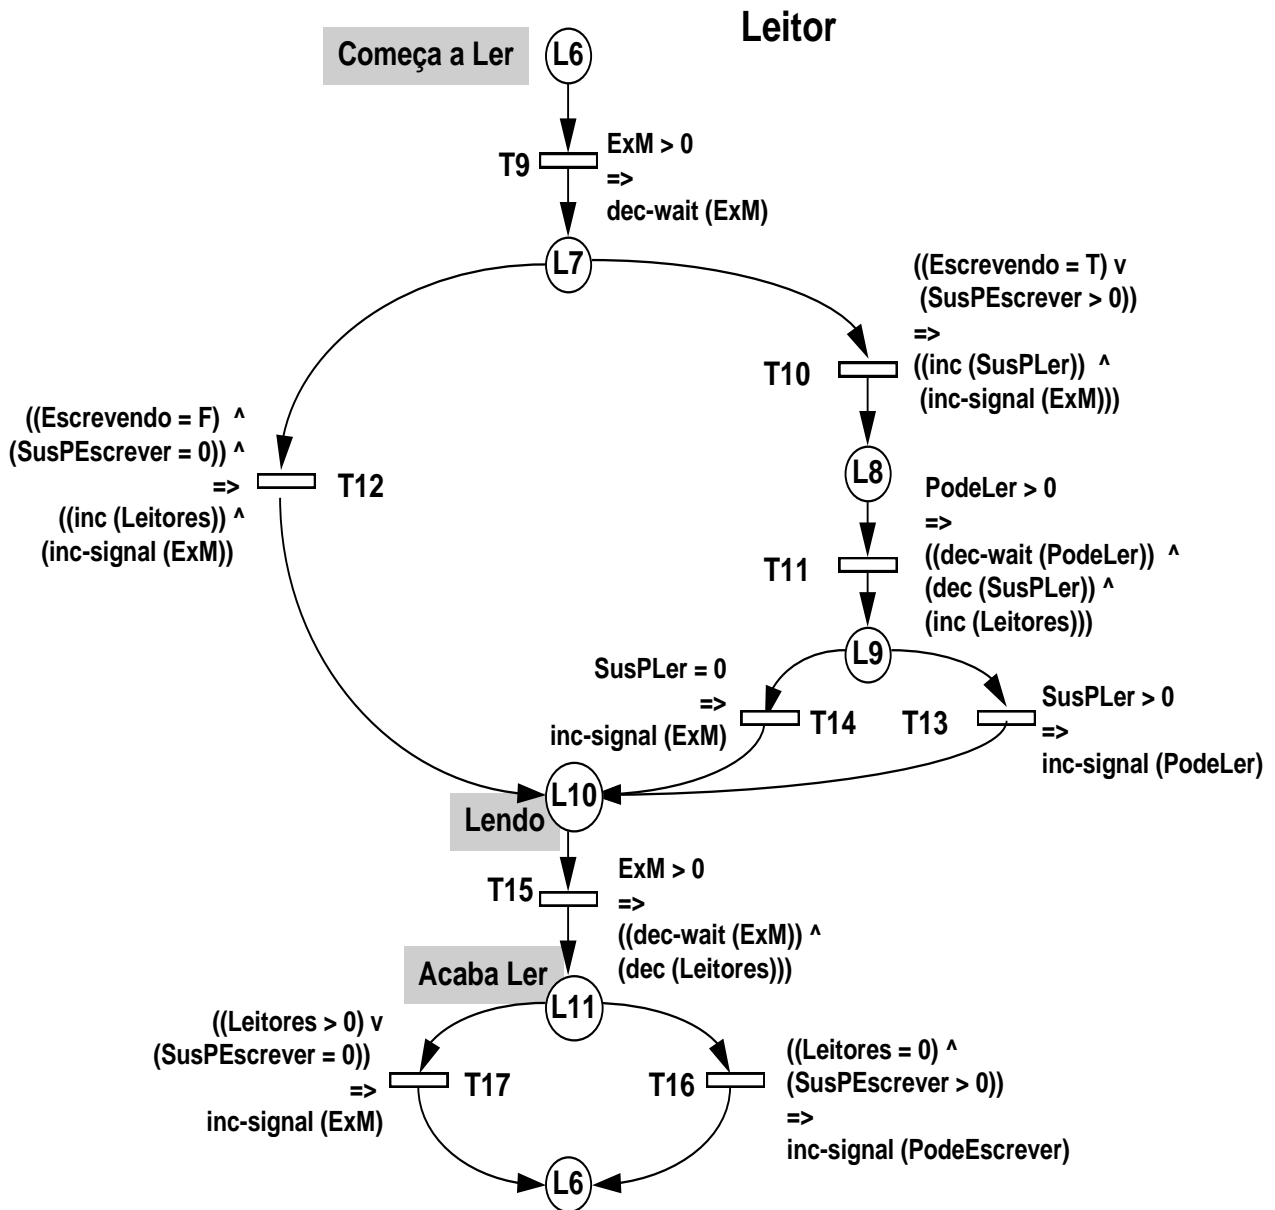 Leitor
Começa a Ler
L6
T9
ExM > 0
=>
dec-wait (ExM)
L7
((Escrevendo = T) v
(SusPEscrever > 0))
=>
((inc (SusPLer)) ^
(inc-signal (ExM)))
T10
((Escrevendo = F) ^
(SusPEscrever = 0)) ^
=>
((inc (Leitores)) ^
(inc-signal (ExM))
T12
L8
PodeLer > 0
=>
((dec-wait (PodeLer)) ^
(dec (SusPLer)) ^
(inc (Leitores)))
T11
L9
SusPLer = 0
=>
inc-signal (ExM)
T14
T13
SusPLer > 0
=>
inc-signal (PodeLer)
L10
Lendo
T15
ExM > 0
=>
((dec-wait (ExM)) ^
(dec (Leitores)))
Acaba Ler
L11
((Leitores > 0) v
(SusPEscrever = 0))
=>
inc-signal (ExM)
T17
T16
((Leitores = 0) ^
(SusPEscrever > 0))
=>
inc-signal (PodeEscrever)
L6